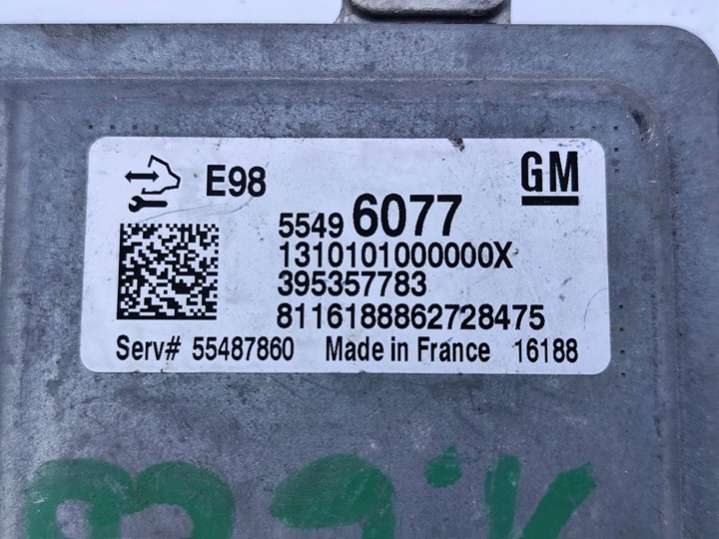 E98
GM
5549 6077
1310101000000X
395357783
8116188862728475
Serv# 55487860 Made in France 16188